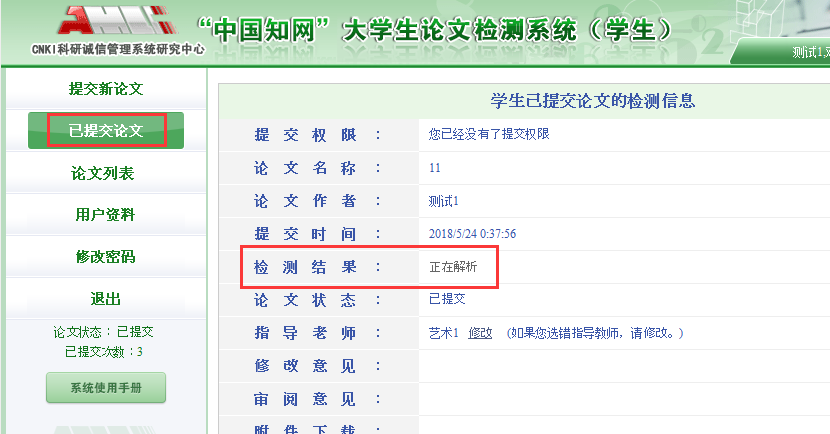 CNKI科研诚信管理系统研究中心
“中国知网”大学生论文检测系统（学生）
测试1,
提交新论文
已提交论文
论文列表
用户资料
修改密码
退出
论文状态：已提交
已提交次数：3
系统使用手册
学生已提交论文的检测信息
提交权限： 您已经没有了提交权限
论文名称： 11
论文作者： 测试1
提交时间： 2018/5/24 0:37:56
检测结果： 正在解析
论文状态： 已提交
指导老师： 艺术1 修改 (如果您选错指导教师，请修改。)
修改意见：
审阅意见：
附件下载：